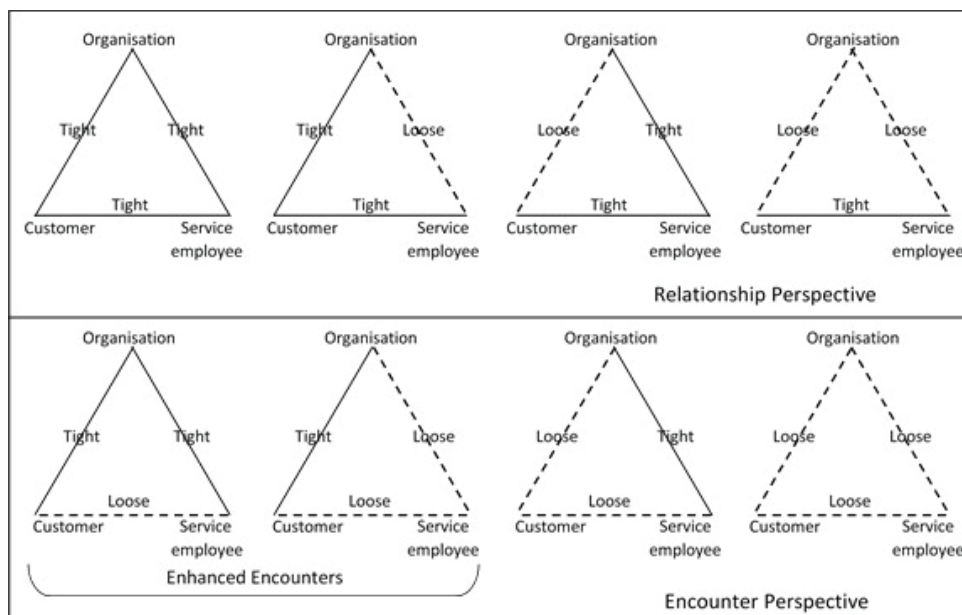 Organisation Organisation Organisation Organisation
Tight Tight Tight Loose Loose Tight Loose Loose
Tight Tight Tight Tight
Customer Service Customer Service Customer Service Customer Service
employee employee employee employee
Relationship Perspective
Organisation Organisation Organisation Organisation
Tight Tight Tight Loose Loose Tight Loose Loose
Loose Loose Loose Loose
Customer Service Customer Service Customer Service Customer Service
employee employee employee employee
Enhanced Encounters
Encounter Perspective